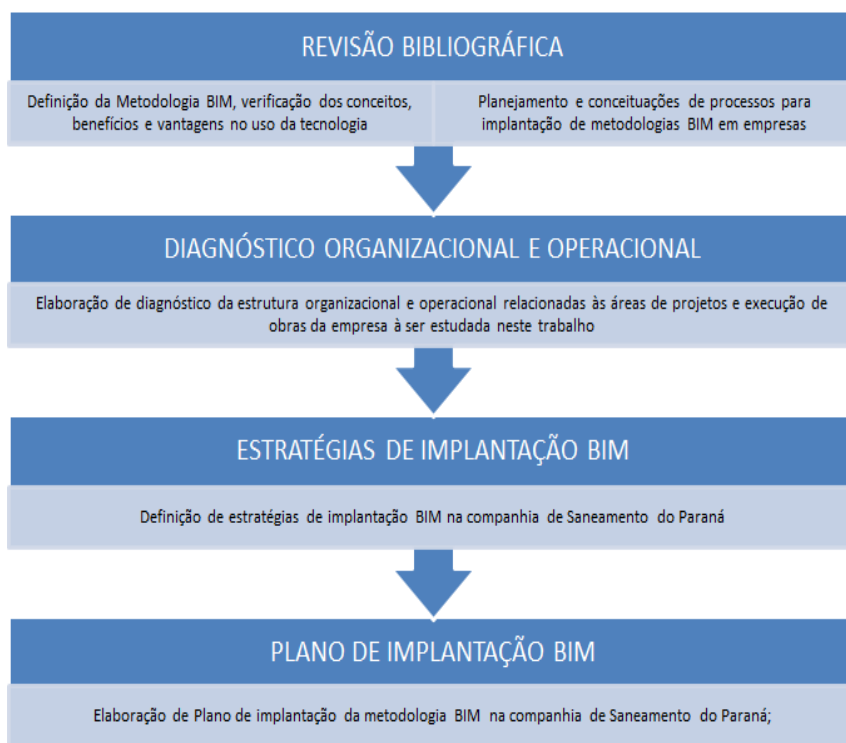 REVISÃO BIBLIOGRÁFICA
Definição da Metodologia BIM, verificação dos conceitos,
benefícios e vantagens no uso da tecnologia
Planejamento e conceituações de processos para
implantação de metodologias BIM em empresas
DIAGNÓSTICO ORGANIZACIONAL E OPERACIONAL
Elaboração de diagnóstico da estrutura organizacional e operacional relacionadas às áreas de projetos e execução de
obras da empresa à ser estudada neste trabalho
ESTRATÉGIAS DE IMPLANTAÇÃO BIM
Definição de estratégias de implantação BIM na companhia de Saneamento do Paraná
PLANO DE IMPLANTAÇÃO BIM
Elaboração de Plano de implantação da metodologia BIM na companhia de Saneamento do Paraná;